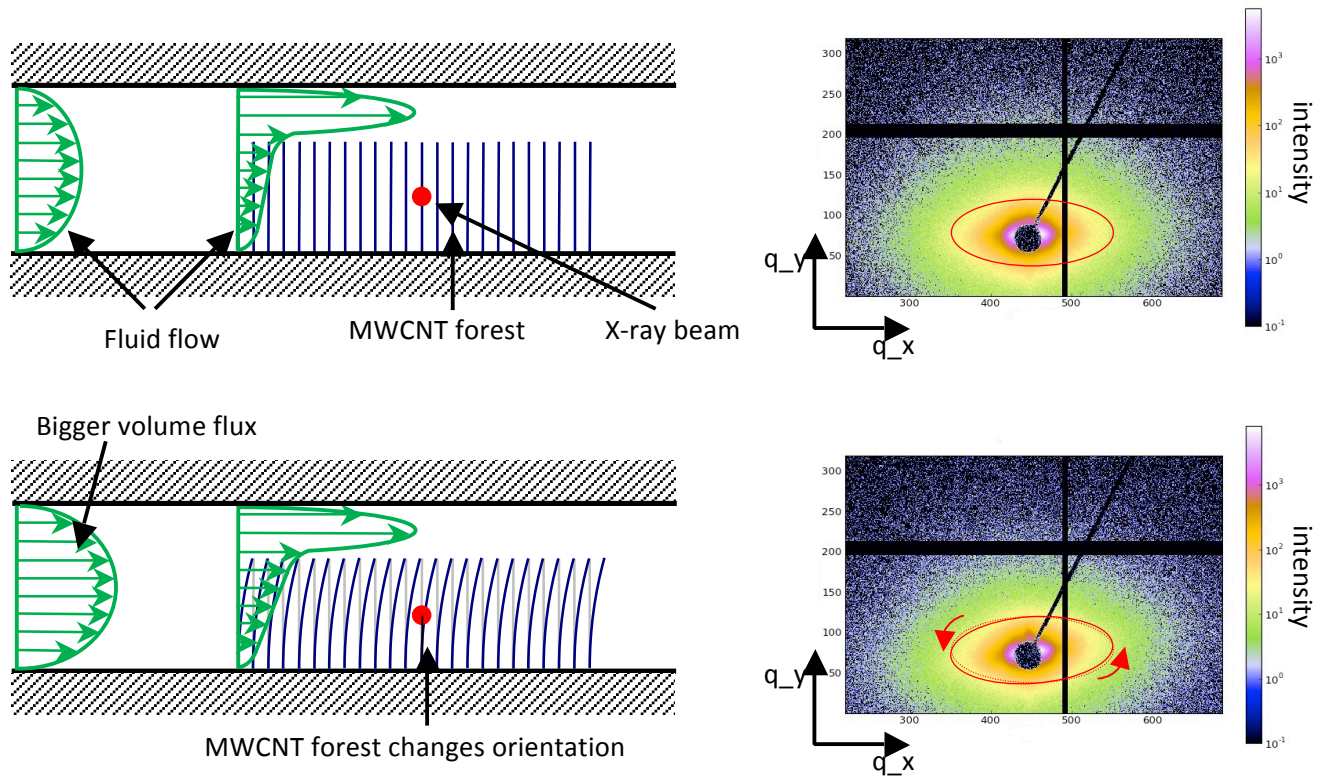 Fluid flow
MWCNT forest
X-ray beam
300
250
200
150
100
50
300 400 500 600
q_y
q_x
10^3
10^2
10^1
10^0
10^-1
intensity
Bigger volume flux
MWCNT forest changes orientation
300
250
200
150
100
50
300 400 500 600
q_y
q_x
10^3
10^2
10^1
10^0
10^-1
intensity